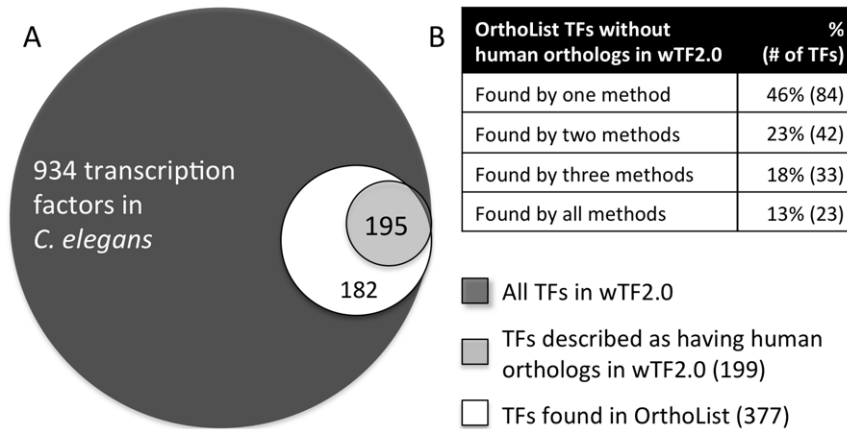 A
934 transcription
factors in
C. elegans
195
182
B
OrthoList TFs without %
human orthologs in wTF2.0 (# of TFs)
Found by one method 46% (84)
Found by two methods 23% (42)
Found by three methods 18% (33)
Found by all methods 13% (23)
All TFs in wTF2.0
TFs described as having human
orthologs in wTF2.0 (199)
TFs found in OrthoList (377)